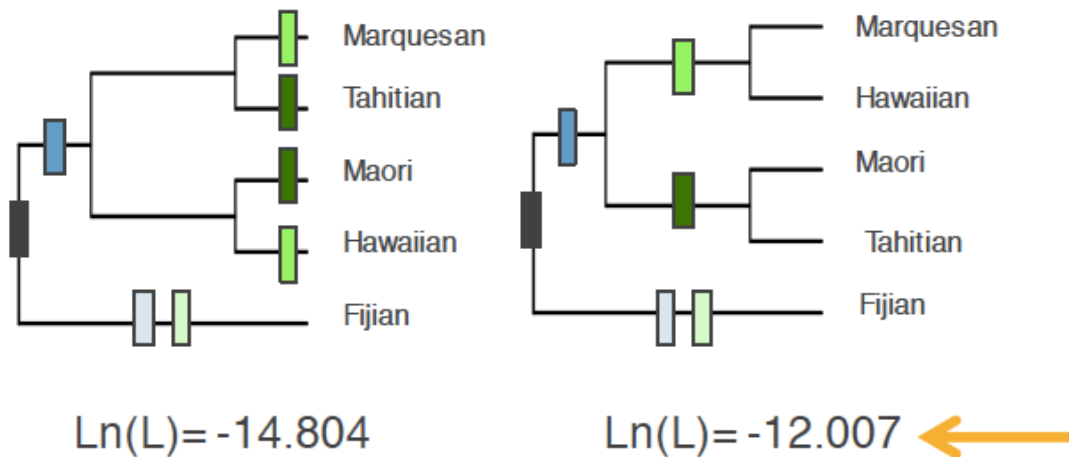 Marquesan
Tahitian
Maori
Hawaiian
Fijian
Ln(L)= -14.804
Marquesan
Hawaiian
Maori
Tahitian
Fijian
Ln(L)= -12.007